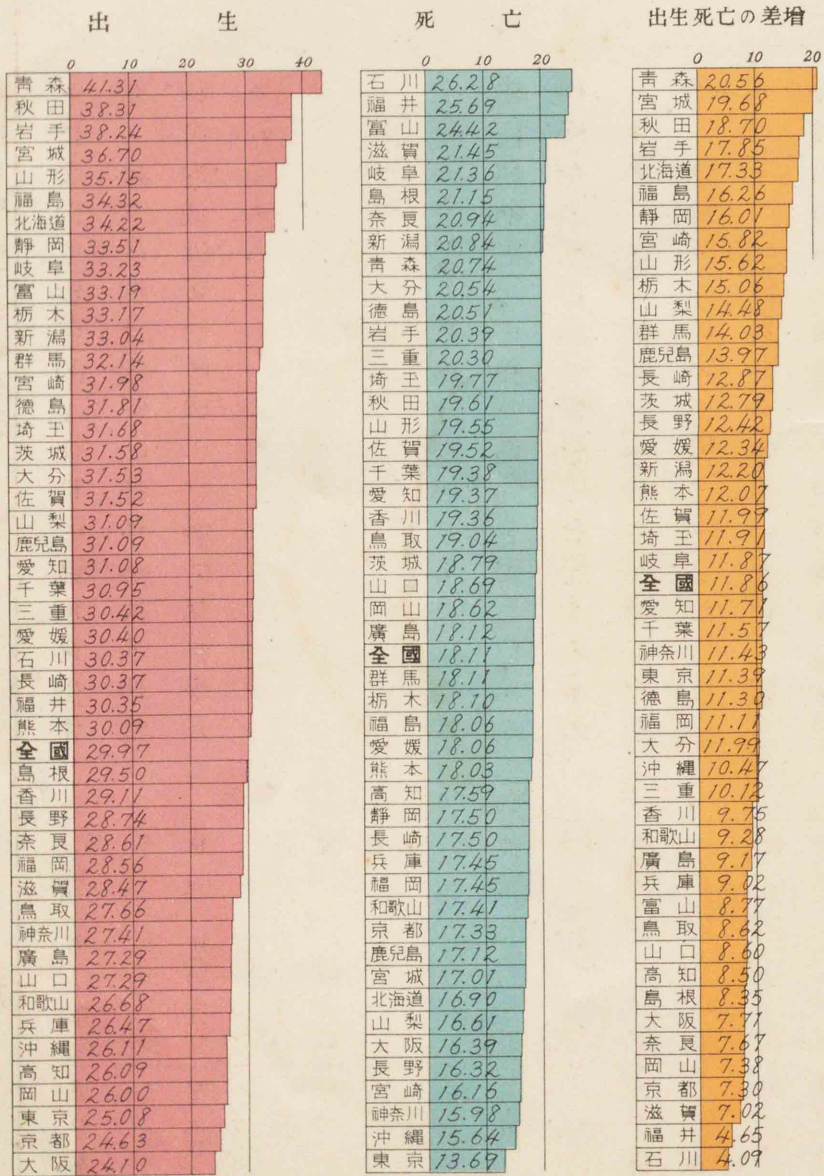 出生
0 10 20 30 40
青森 41.31
秋田 38.31
岩手 38.24
宮城 36.70
山形 35.15
福島 34.32
北海道 34.22
靜岡 33.51
岐阜 33.23
富山 33.19
栃木 33.17
新潟 33.04
群馬 32.14
宮崎 31.98
德島 31.81
埼玉 31.68
茨城 31.58
大分 31.53
佐賀 31.52
山梨 31.09
鹿兒島 31.09
愛知 31.08
千葉 30.95
三重 30.42
愛媛 30.40
石川 30.37
長崎 30.37
福井 30.35
熊本 30.09
全國 29.97
島根 29.50
香川 29.11
長野 28.74
奈良 28.61
福岡 28.56
滋賀 28.47
鳥取 27.66
神奈川 27.41
廣島 27.29
山口 27.29
和歌山 26.68
兵庫 26.47
沖繩 26.11
高知 26.09
岡山 26.00
東京 25.08
京都 24.63
大阪 24.10
死亡
0 10 20
石川 26.28
福井 25.69
富山 24.42
滋賀 21.45
岐阜 21.36
島根 21.15
奈良 20.94
新潟 20.84
青森 20.74
大分 20.54
德島 20.51
岩手 20.39
三重 20.30
埼玉 19.77
秋田 19.61
山形 19.55
佐賀 19.52
千葉 19.38
愛知 19.37
香川 19.36
鳥取 19.04
茨城 18.79
山口 18.69
岡山 18.62
廣島 18.12
全國 18.11
群馬 18.11
栃木 18.10
福島 18.06
愛媛 18.06
熊本 18.03
高知 17.59
靜岡 17.50
長崎 17.50
兵庫 17.45
福岡 17.45
和歌山 17.41
京都 17.33
鹿兒島 17.12
宮城 17.01
北海道 16.90
山梨 16.61
大阪 16.39
長野 16.32
宮崎 16.16
神奈川 15.98
沖繩 15.64
東京 13.69
出生死亡の差增
0 10 20
青森 20.56
宮城 19.68
秋田 18.70
岩手 17.85
北海道 17.33
福島 16.26
靜岡 16.01
宮崎 15.82
山形 15.62
栃木 15.06
山梨 14.48
群馬 14.03
鹿兒島 13.97
長崎 12.87
茨城 12.79
長野 12.42
愛媛 12.34
新潟 12.20
熊本 12.07
佐賀 11.99
埼玉 11.91
岐阜 11.87
全國 11.86
愛知 11.71
千葉 11.57
神奈川 11.43
東京 11.39
德島 11.30
福岡 11.11
大分 11.99
沖繩 10.47
三重 10.12
香川 9.75
和歌山 9.28
廣島 9.17
兵庫 9.02
富山 8.77
鳥取 8.62
山口 8.60
高知 8.50
島根 8.35
大阪 7.71
奈良 7.67
岡山 7.38
京都 7.30
滋賀 7.02
福井 4.65
石川 4.09